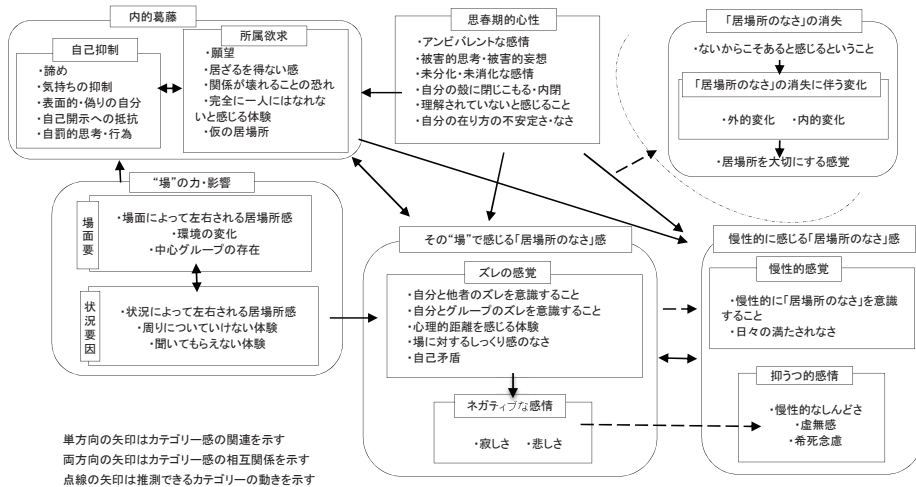 内的葛藤
自己抑制
・諦め
・気持ちの抑制
・表面的・偽りの自分
・自己開示への抵抗
・自罰的思考・行為
所属欲求
・願望
・居ざるを得ない感
・関係が壊れることの恐れ
・完全に一人にはなれな
いと感じる体験
・仮の居場所
思春期的心性
・アンビバレントな感情
・被害的思考・被害的妄想
・未分化・未消化な感情
・自分の殻に閉じこもる・内閉
・理解されていないと感じること
・自分の在り方の不安定さ・なさ
「居場所のなさ」の消失
・ないからこそあると感じるということ
「居場所のなさ」の消失に伴う変化
・外的変化 ・内的変化
・居場所を大切にする感覚
“場”の力・影響
場面要
・場面によって左右される居場所感
・環境の変化
・中心グループの存在
状況要因
・状況によって左右される居場所感
・周りについていけない体験
・聞いてもらえない体験
その“場”で感じる「居場所のなさ」感
ズレの感覚
・自分と他者のズレを意識すること
・自分とグループのズレを意識すること
・心理的距離を感じる体験
・場に対するしっくり感のなさ
・自己矛盾
ネガティブな感情
・寂しさ ・悲しさ
慢性的に感じる「居場所のなさ」感
慢性的感覚
・慢性的に「居場所のなさ」を意識
すること
・日々の満たされなさ
抑うつ的感情
・慢性的なしんどさ
・虚無感
・希死念慮
単方向の矢印はカテゴリー感の関連を示す
両方向の矢印はカテゴリー感の相互関係を示す
点線の矢印は推測できるカテゴリーの動きを示す